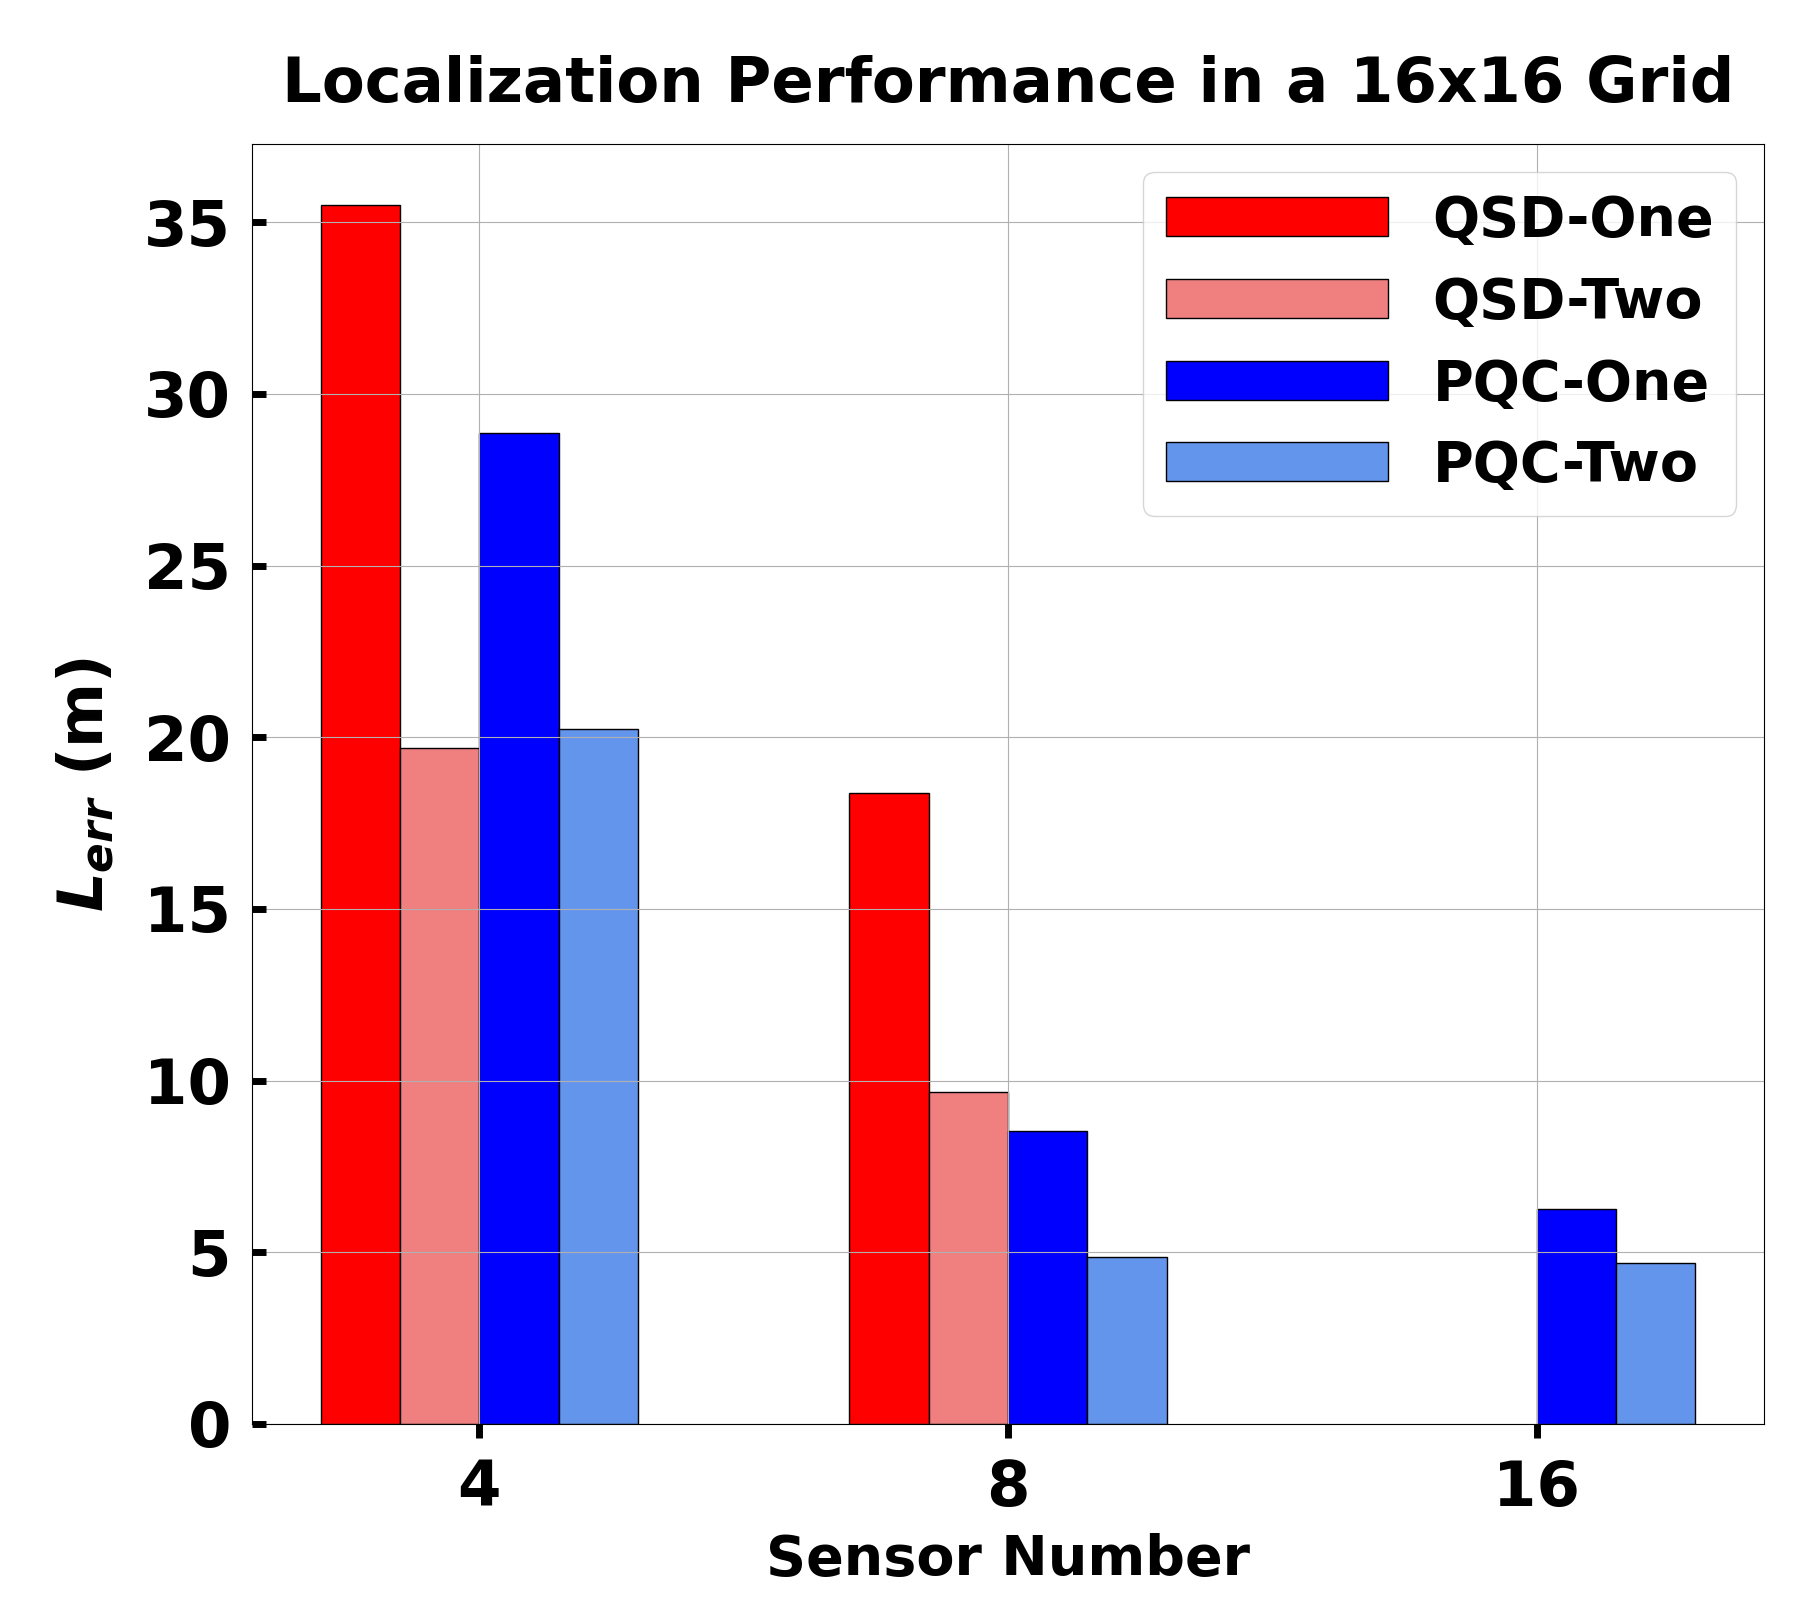 Localization Performance in a 16x16 Grid
QSD-One
QSD-Two
PQC-One
PQC-Two
L_err (m)
35
30
25
20
15
10
5
0
4 8 16
Sensor Number